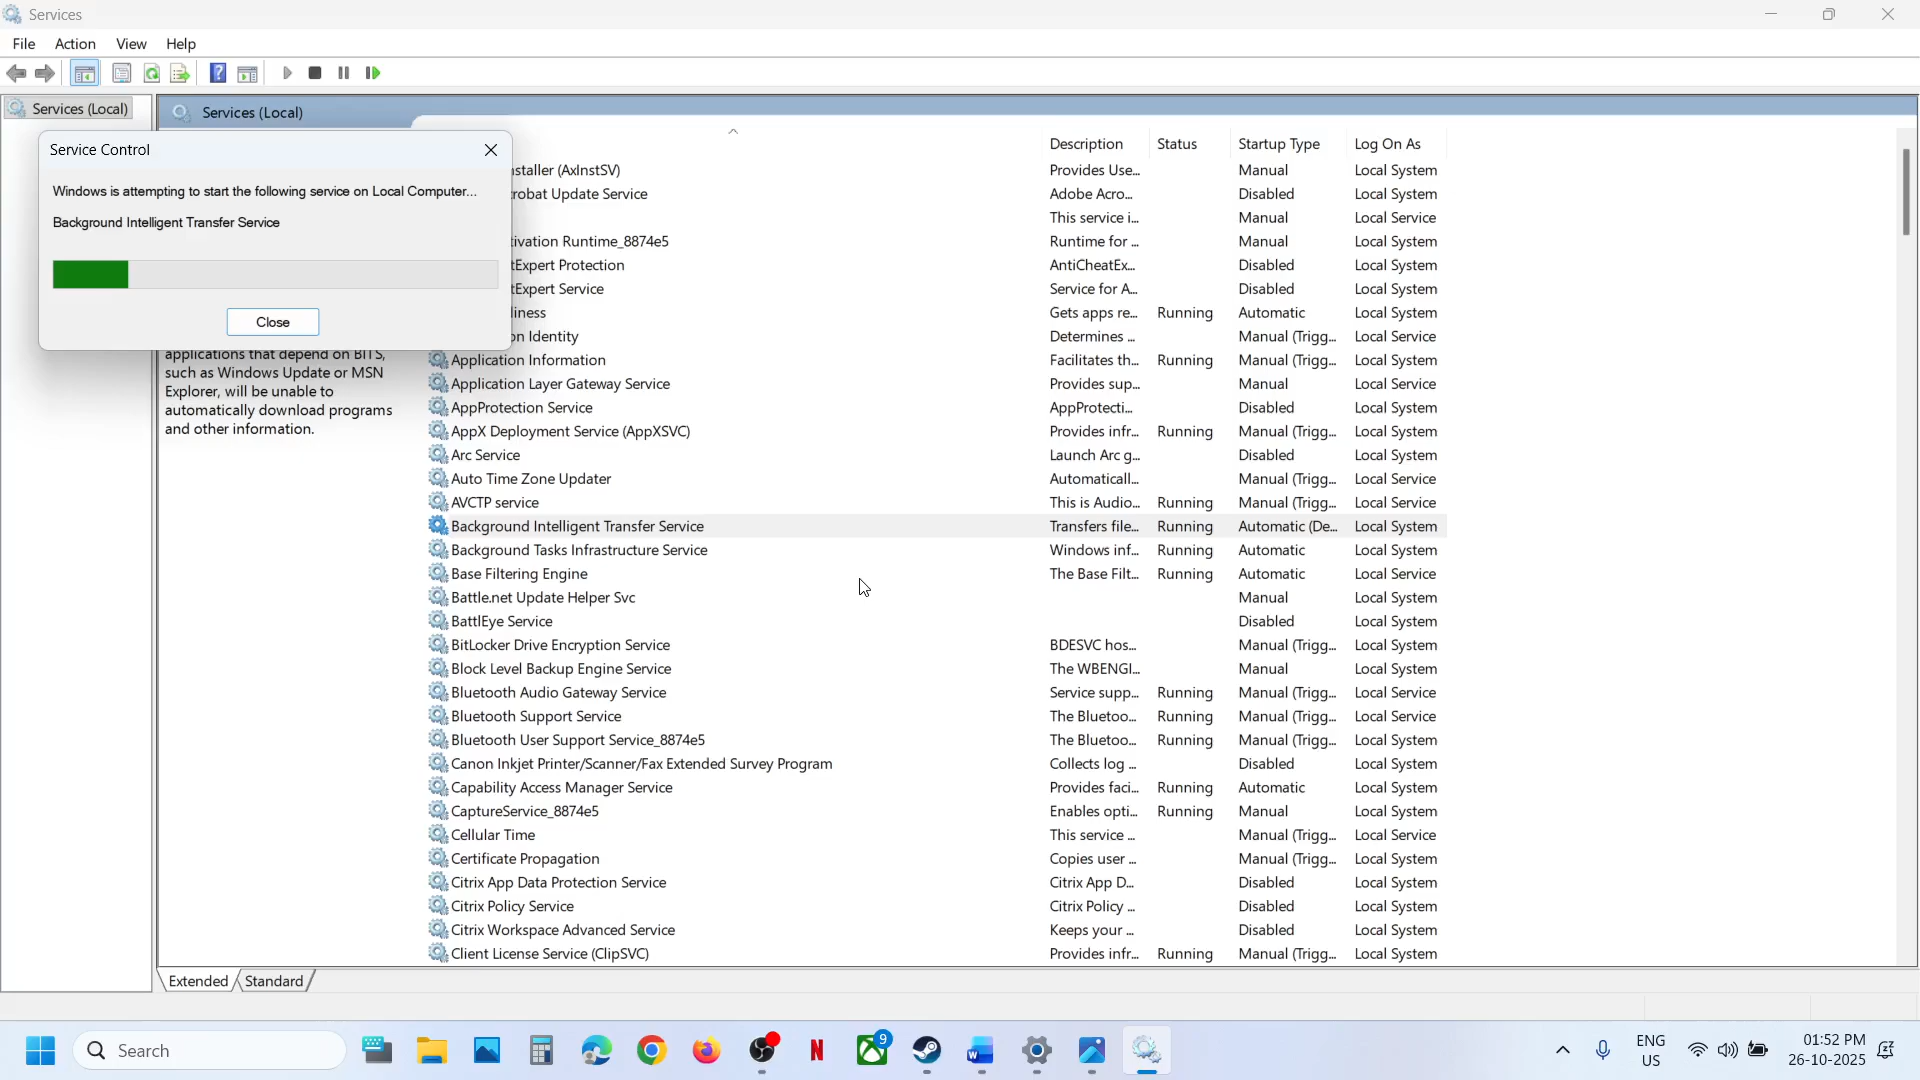 Services
File Action View Help
Services (Local)
Services (Local)
Service Control
Windows is attempting to start the following service on Local Computer...
Background Intelligent Transfer Service
Close
applications that depend on BITS,
such as Windows Update or MSN
Explorer, will be unable to
automatically download programs
and other information.
Description Status Startup Type Log On As
nstaller (AxInstSV) Provides Use... Manual Local System
crobat Update Service Adobe Acro... Disabled Local System
This service i... Manual Local Service
tivation Runtime_8874e5 Runtime for ... Manual Local System
tExpert Protection AntiCheatEx... Disabled Local System
tExpert Service Service for A... Disabled Local System
diness Gets apps re... Running Automatic Local System
on Identity Determines ... Manual (Trigg... Local Service
Application Information Facilitates th... Running Manual (Trigg... Local System
Application Layer Gateway Service Provides sup... Manual Local Service
AppProtection Service AppProtecti... Disabled Local System
AppX Deployment Service (AppXSVC) Provides infr... Running Manual (Trigg... Local System
Arc Service Launch Arc g... Disabled Local System
Auto Time Zone Updater Automaticall... Manual (Trigg... Local Service
AVCTP service This is Audio... Running Manual (Trigg... Local Service
Background Intelligent Transfer Service Transfers file... Running Automatic (De... Local System
Background Tasks Infrastructure Service Windows inf... Running Automatic Local System
Base Filtering Engine The Base Filt... Running Automatic Local Service
Battle.net Update Helper Svc Manual Local System
BattlEye Service Disabled Local System
BitLocker Drive Encryption Service BDESVC hos... Manual (Trigg... Local System
Block Level Backup Engine Service The WBENGI... Manual Local System
Bluetooth Audio Gateway Service Service supp... Running Manual (Trigg... Local Service
Bluetooth Support Service The Bluetoo... Running Manual (Trigg... Local Service
Bluetooth User Support Service_8874e5 The Bluetoo... Running Manual (Trigg... Local System
Canon Inkjet Printer/Scanner/Fax Extended Survey Program Collects log ... Disabled Local System
Capability Access Manager Service Provides faci... Running Automatic Local System
CaptureService_8874e5 Enables opti... Running Manual Local System
Cellular Time This service ... Manual (Trigg... Local Service
Certificate Propagation Copies user ... Manual (Trigg... Local System
Citrix App Data Protection Service Citrix App D... Disabled Local System
Citrix Policy Service Citrix Policy ... Disabled Local System
Citrix Workspace Advanced Service Keeps your ... Disabled Local System
Client License Service (ClipSVC) Provides infr... Running Manual (Trigg... Local System
Extended Standard
Search
9
ENG
US
01:52 PM
26-10-2025